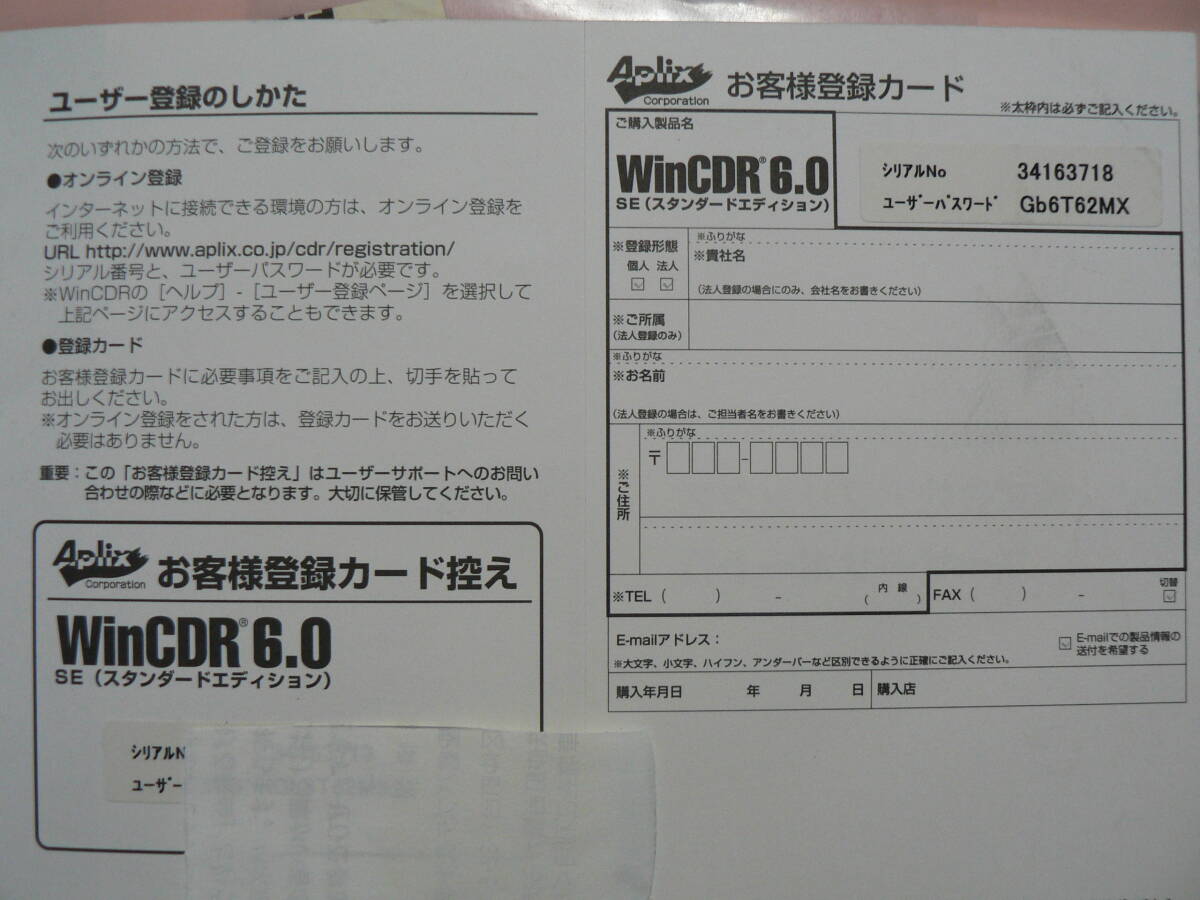 ユーザー登録のしかた
次のいずれかの方法で、ご登録をお願いします。
●オンライン登録
インターネットに接続できる環境の方は、オンライン登録を
ご利用ください。
URL http://www.aplix.co.jp/cdr/registration/
シリアル番号と、ユーザーパスワードが必要です。
※WinCDRの［ヘルプ］-［ユーザー登録ページ］を選択して
上記ページにアクセスすることもできます。
●登録カード
お客様登録カードに必要事項をご記入の上、切手を貼って
お出しください。
※オンライン登録をされた方は、登録カードをお送りいただく
必要はありません。
重要：この「お客様登録カード控え」はユーザーサポートへのお問い
合わせの際などに必要となります。大切に保管してください。
Aplix Corporation お客様登録カード控え
WinCDR® 6.0
SE（スタンダードエディション）
シリアルN
ユーザー
Aplix Corporation お客様登録カード
※太枠内は必ずご記入ください。
ご購入製品名
WinCDR® 6.0
SE（スタンダードエディション）
シリアルNo 34163718
ユーザーパスワード Gb6T62MX
※登録形態
個人 法人
※ふりがな
※貴社名
（法人登録の場合にのみ、会社名をお書きください）
※ご所属
（法人登録のみ）
※ふりがな
※お名前
（法人登録の場合は、ご担当者名をお書きください）
※ご住所
※ふりがな
〒 -
※TEL（ ） - 内線（ ）
FAX（ ） - 切替
E-mailアドレス：
※大文字、小文字、ハイフン、アンダーバーなど区別できるように正確にご記入ください。
E-mailでの製品情報の
送付を希望する
購入年月日 年 月 日
購入店